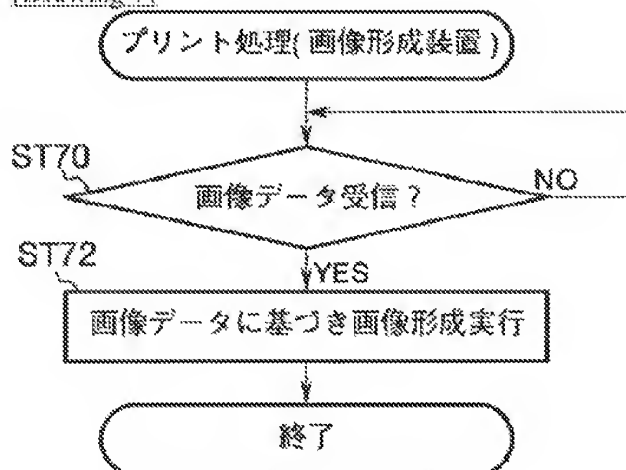 プリント処理(画像形成装置)
ST70
画像データ受信?
NO
ST72
YES
画像データに基づき画像形成実行
終了